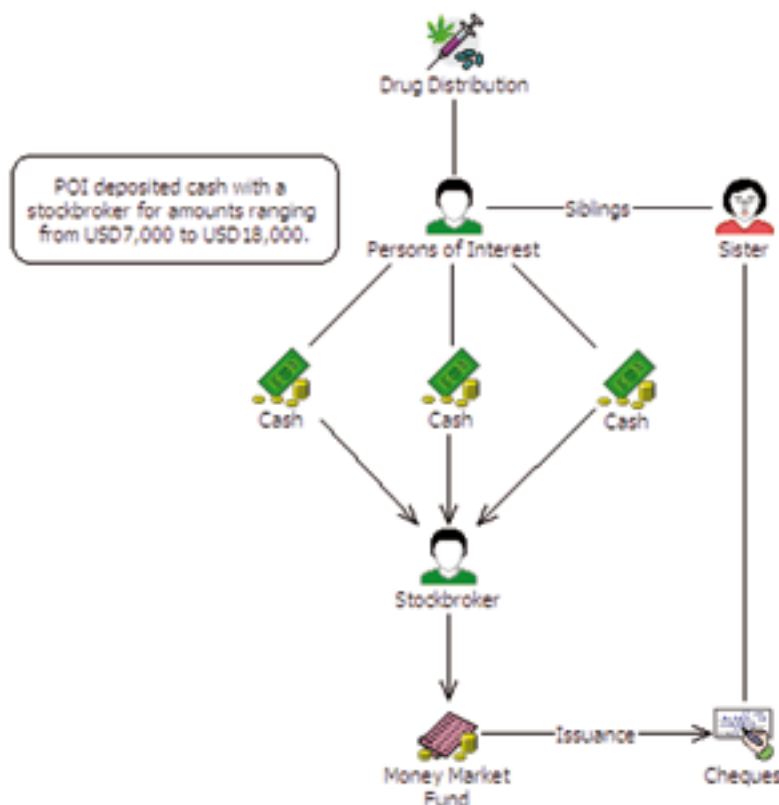 Drug Distribution
POI deposited cash with a
stockbroker for amounts ranging
from USD7,000 to USD18,000.
Siblings
Persons of Interest
Sister
Cash
Cash
Cash
Stockbroker
Issuance
Money Market
Fund
Cheques